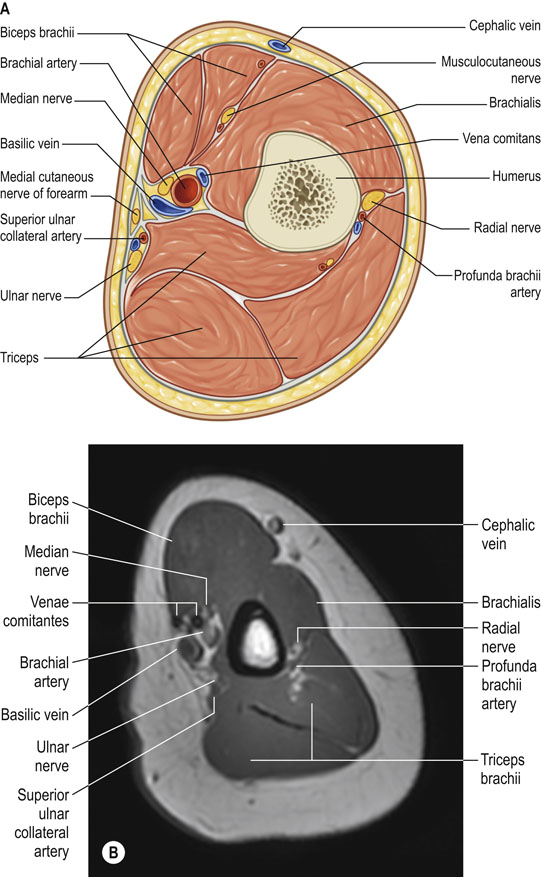 A
Biceps brachii
Brachial artery
Median nerve
Basilic vein
Medial cutaneous
nerve of forearm
Superior ulnar
collateral artery
Ulnar nerve
Triceps
Cephalic vein
Musculocutaneous
nerve
Brachialis
Vena comitans
Humerus
Radial nerve
Profunda brachii
artery
Biceps
brachii
Median
nerve
Venae
comitantes
Brachial
artery
Basilic vein
Ulnar
nerve
Superior
ulnar
collateral
artery
Cephalic
vein
Brachialis
Radial
nerve
Profunda
brachii
artery
Triceps
brachii
B